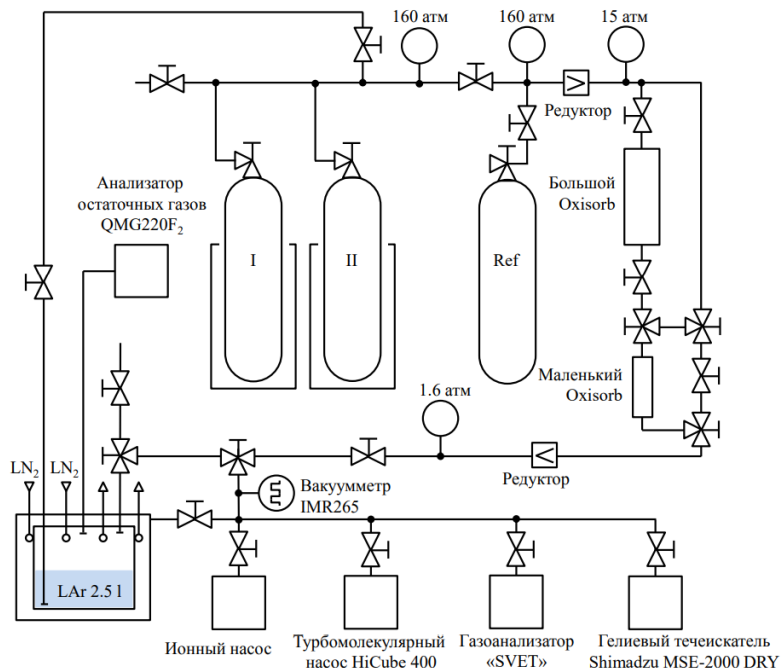 160 атм
160 атм
15 атм
Редуктор
Анализатор
остаточных газов
QMG220F₂
Большой
Oxisorb
I
II
Ref
Маленький
Oxisorb
1.6 атм
Редуктор
LN₂
LN₂
Вакуумметр
IMR265
LAr 2.5 l
Ионный насос
Турбомолекулярный
насос HiCube 400
Газоанализатор
«SVET»
Гелиевый течеискатель
Shimadzu MSE-2000 DRY